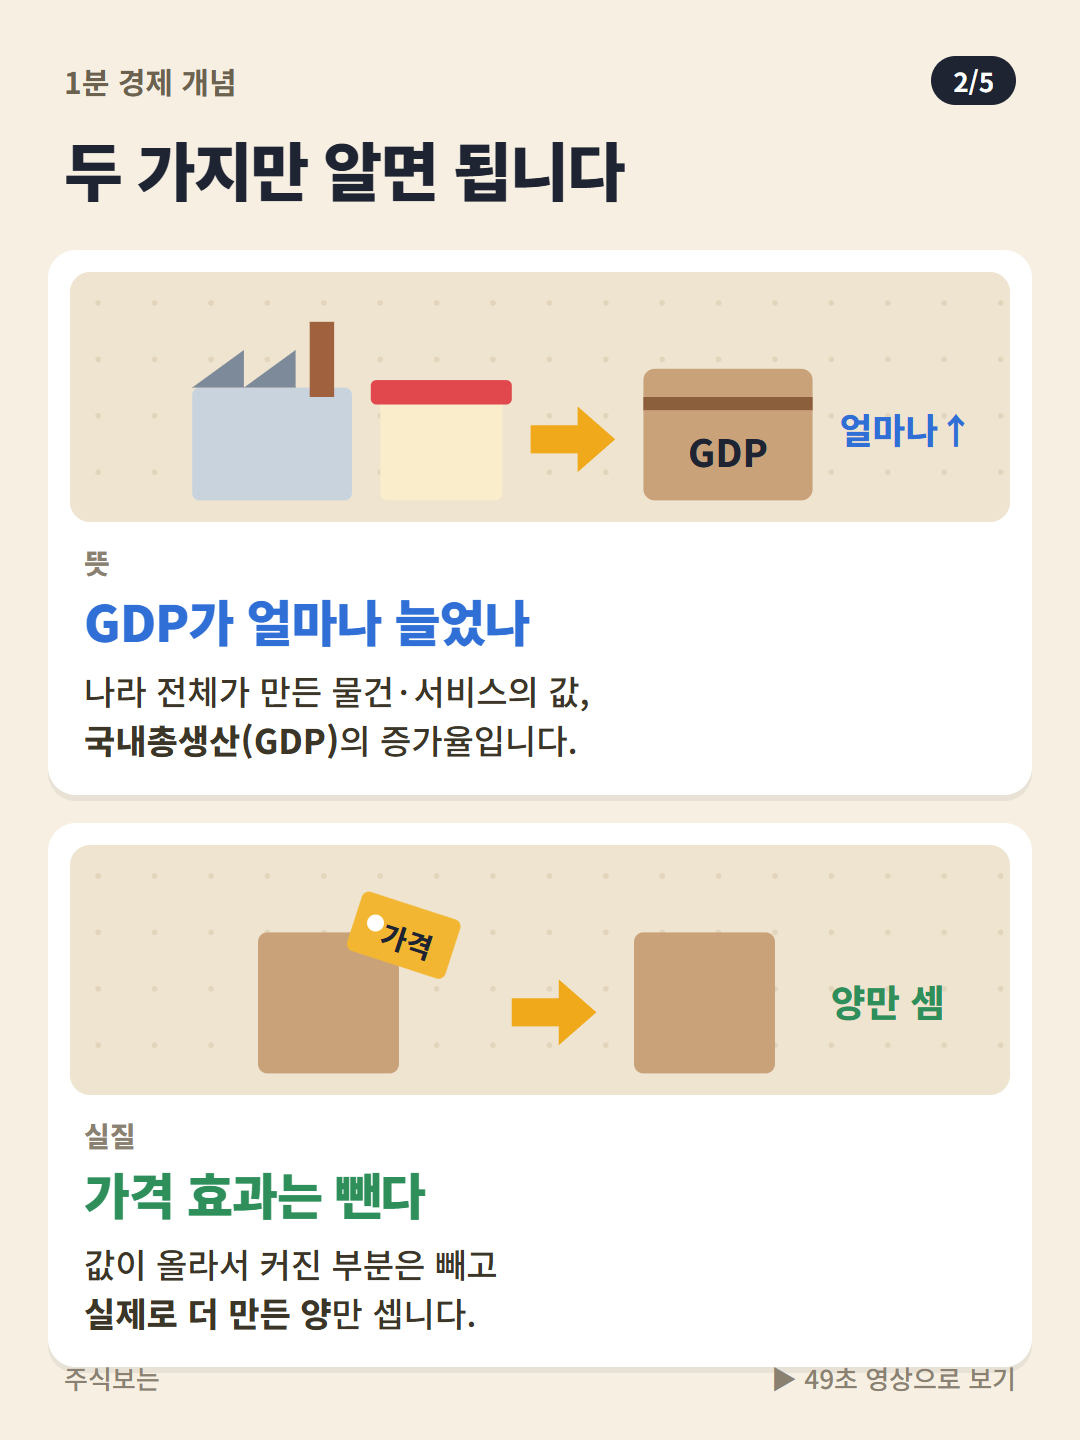 1분 경제 개념
2/5
두 가지만 알면 됩니다
GDP
얼마나↑
뜻
GDP가 얼마나 늘었나
나라 전체가 만든 물건·서비스의 값,
국내총생산(GDP)의 증가율입니다.
가격
양만 셈
실질
가격 효과는 뺀다
값이 올라서 커진 부분은 빼고
실제로 더 만든 양만 셉니다.
주식보는
▶ 49초 영상으로 보기